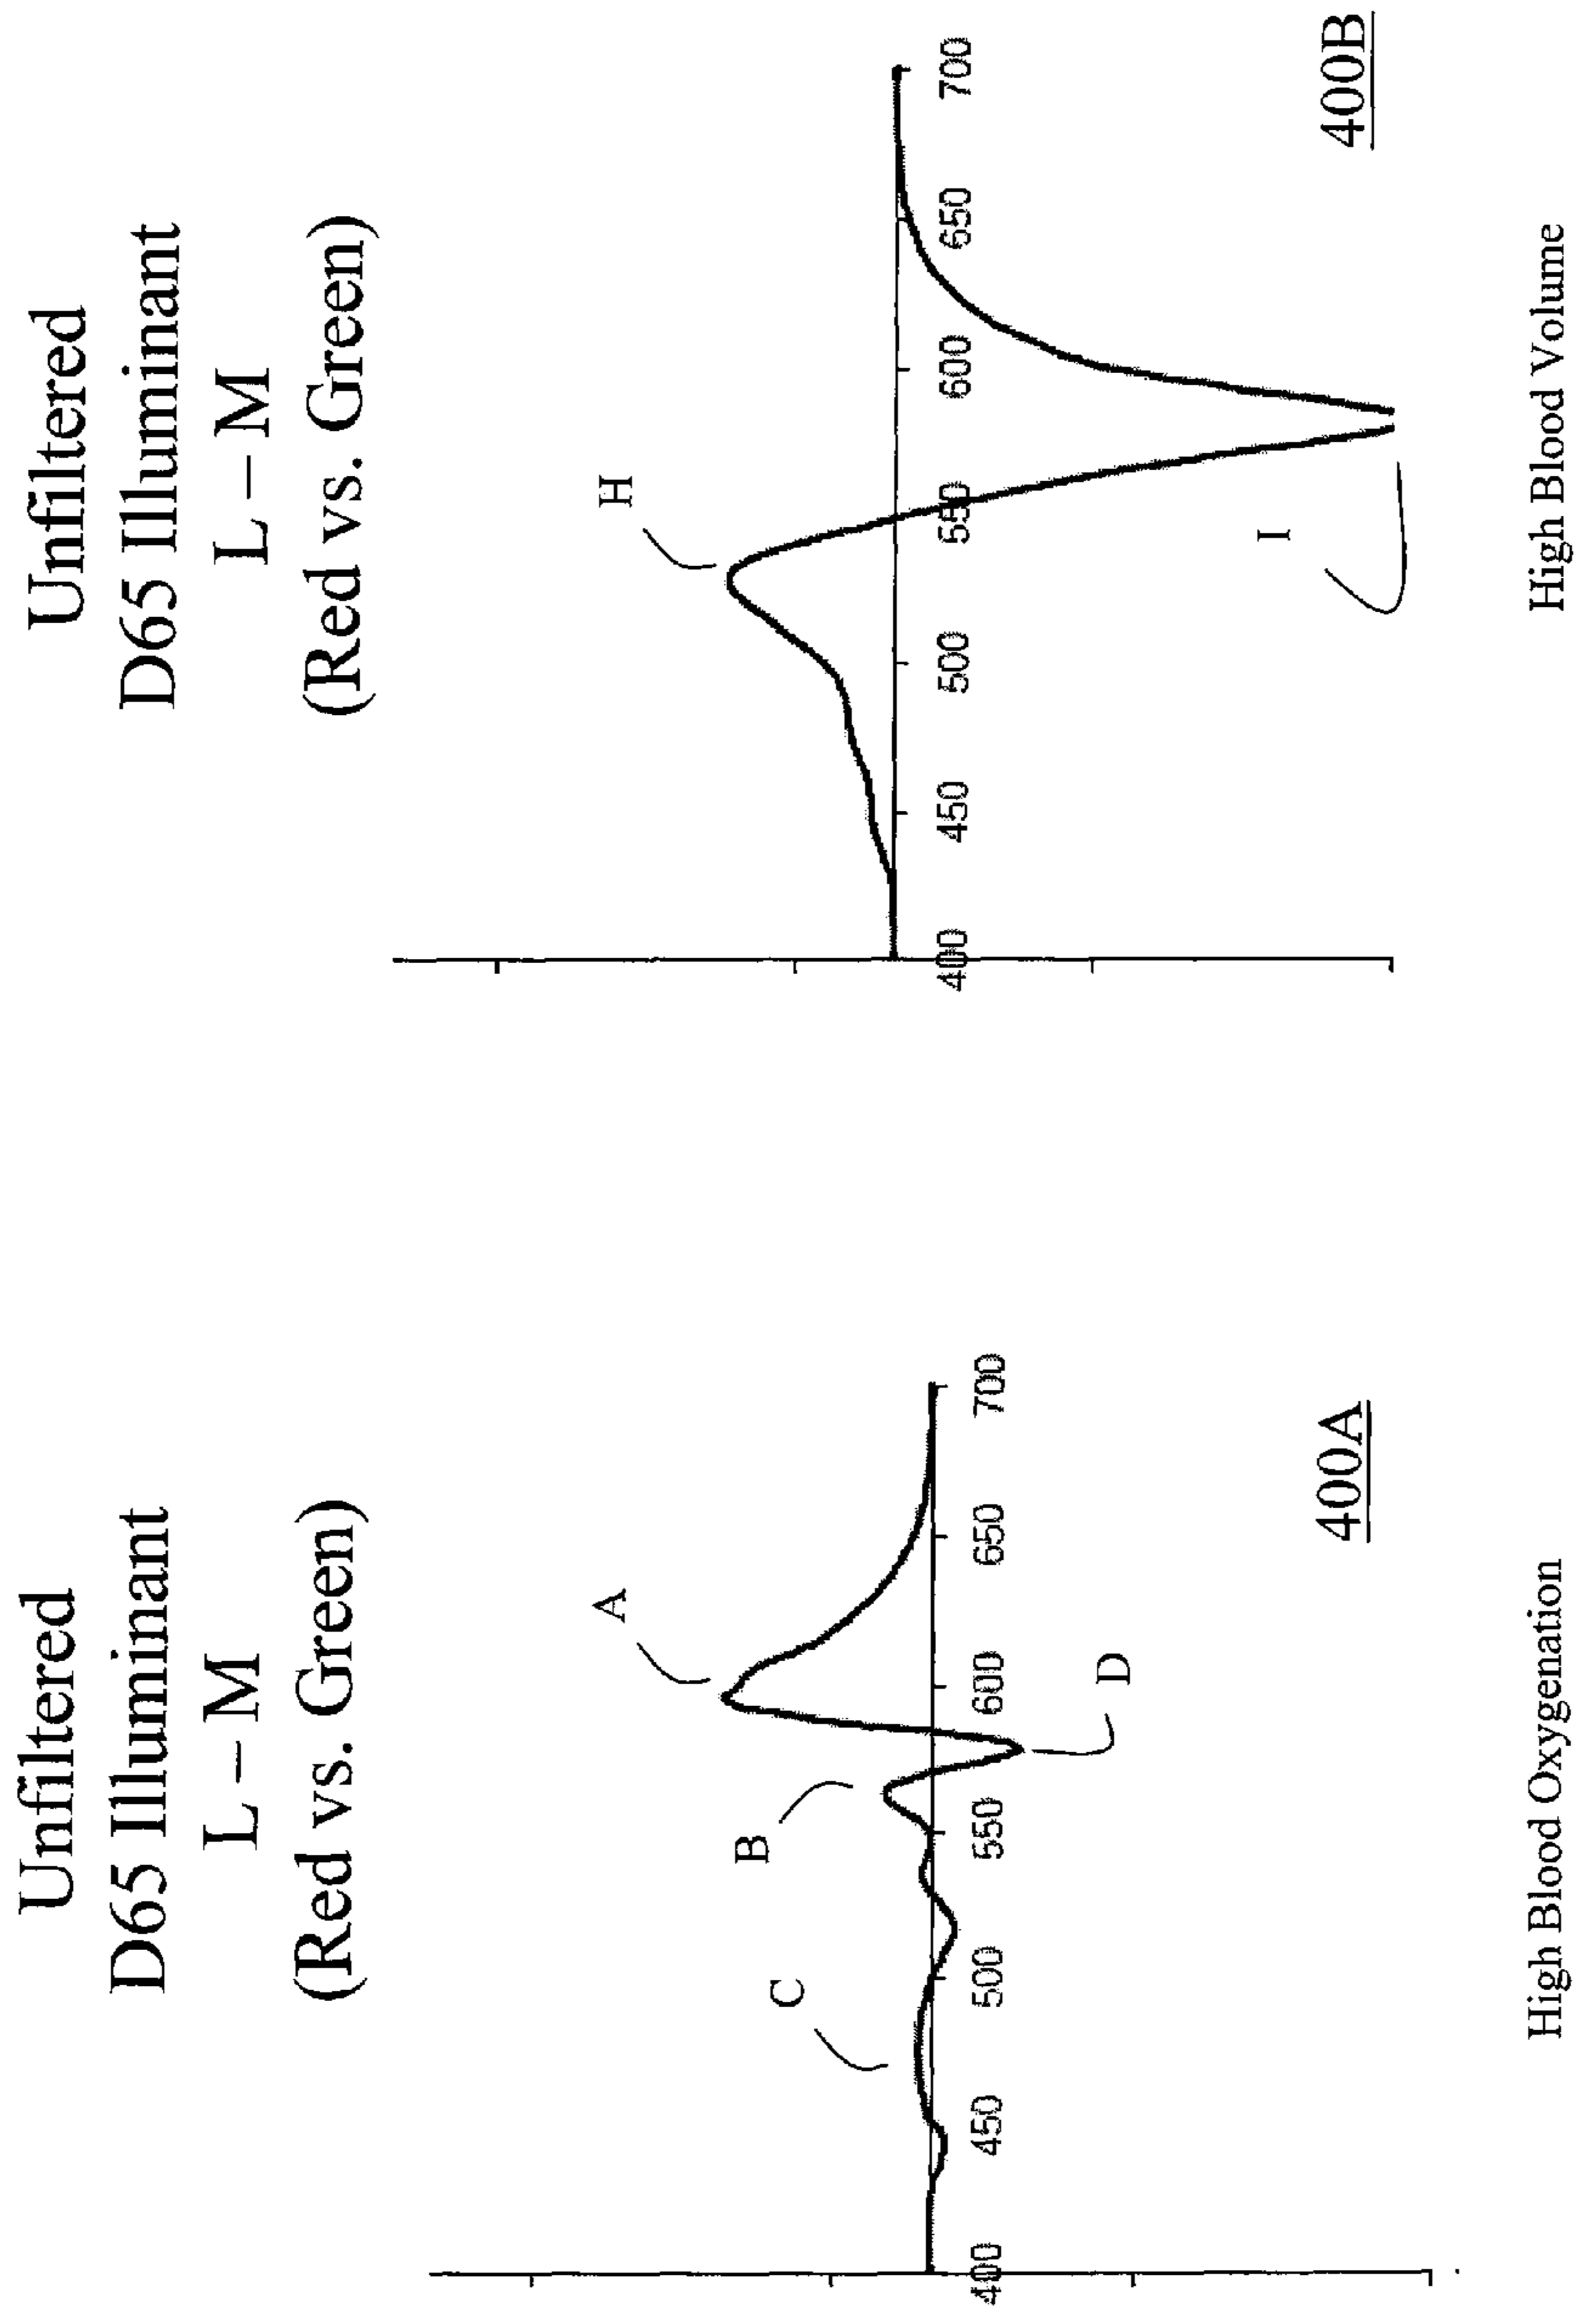 Unfiltered
D65 Illuminant
L – M
(Red vs. Green)
A
B
C
D
400
450
500
550
600
650
700
400A
High Blood Oxygenation
Unfiltered
D65 Illuminant
L – M
(Red vs. Green)
H
I
400
450
500
550
600
650
700
400B
High Blood Volume